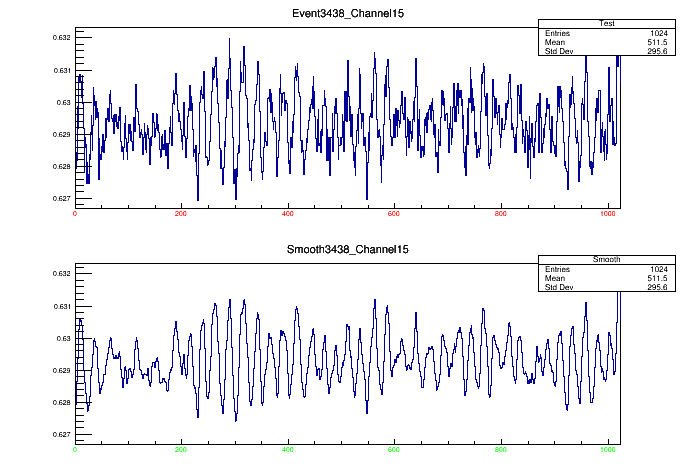 Event3438_Channel15
Test
Entries 1024
Mean 511.5
Std Dev 295.6
0.632
0.631
0.63
0.629
0.628
0.627
0 200 400 600 800 1000
Smooth3438_Channel15
Smooth
Entries 1024
Mean 511.5
Std Dev 295.6
0.632
0.631
0.63
0.629
0.628
0.627
0 200 400 600 800 1000